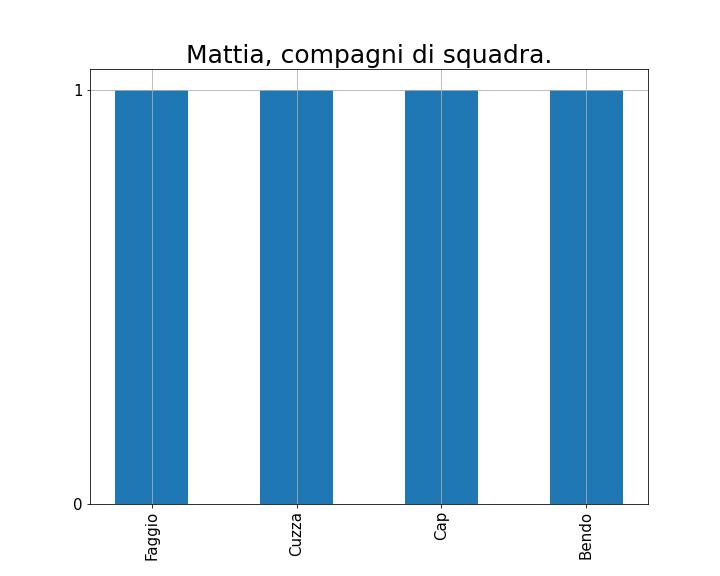 Mattia, compagni di squadra.
1
0
Faggio
Cuzza
Cap
Bendo